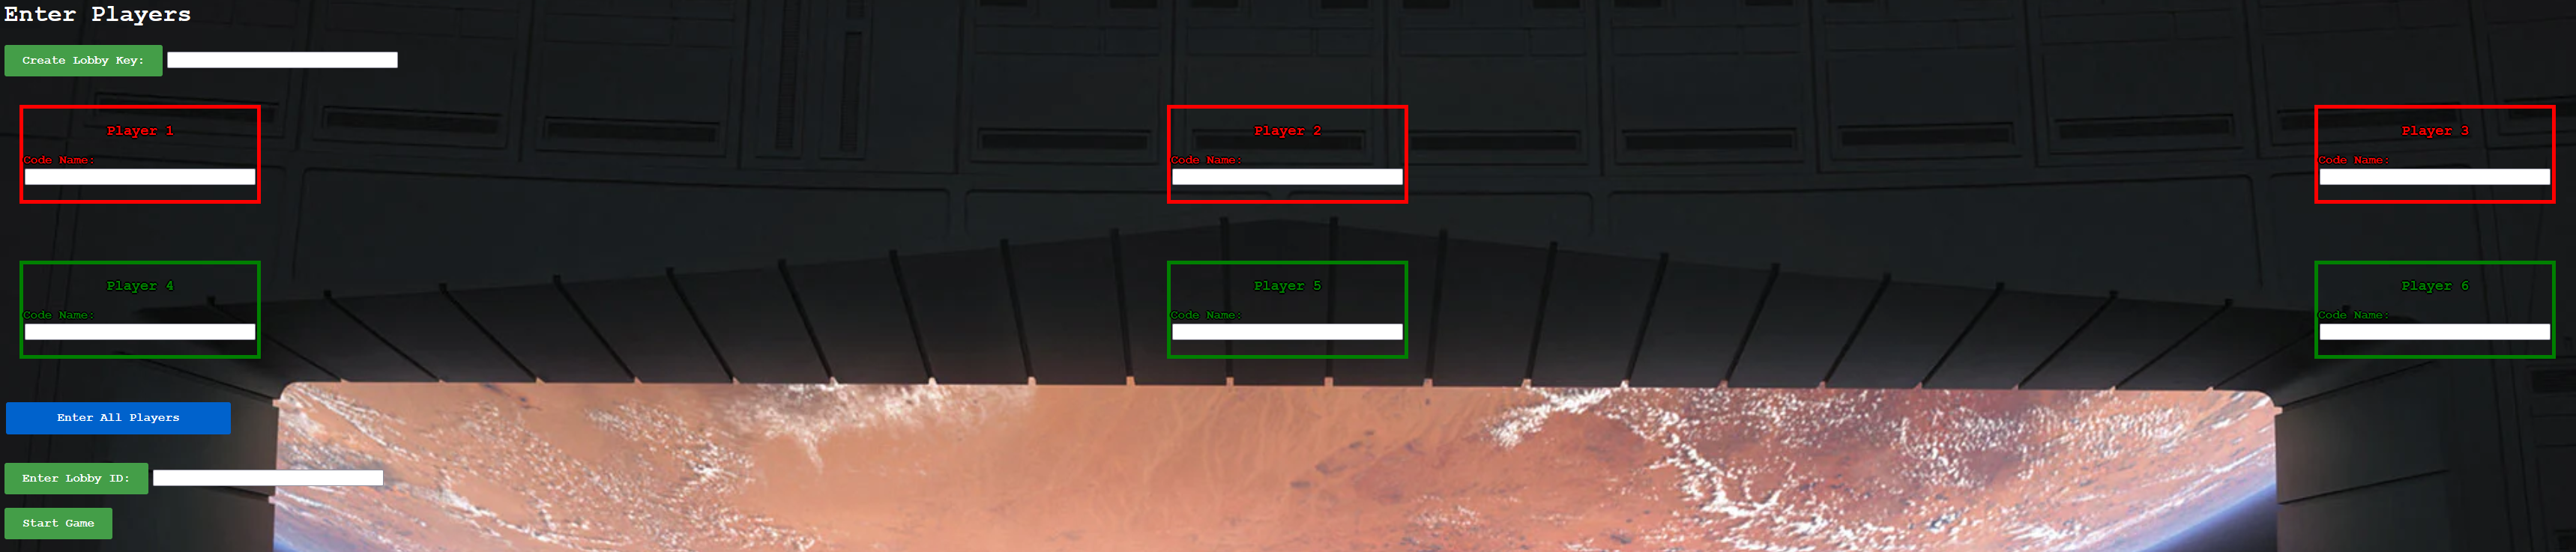 Enter Players
Create Lobby Key:
Player 1
Code Name:
Player 2
Code Name:
Player 3
Code Name:
Player 4
Code Name:
Player 5
Code Name:
Player 6
Code Name:
Enter All Players
Enter Lobby ID:
Start Game